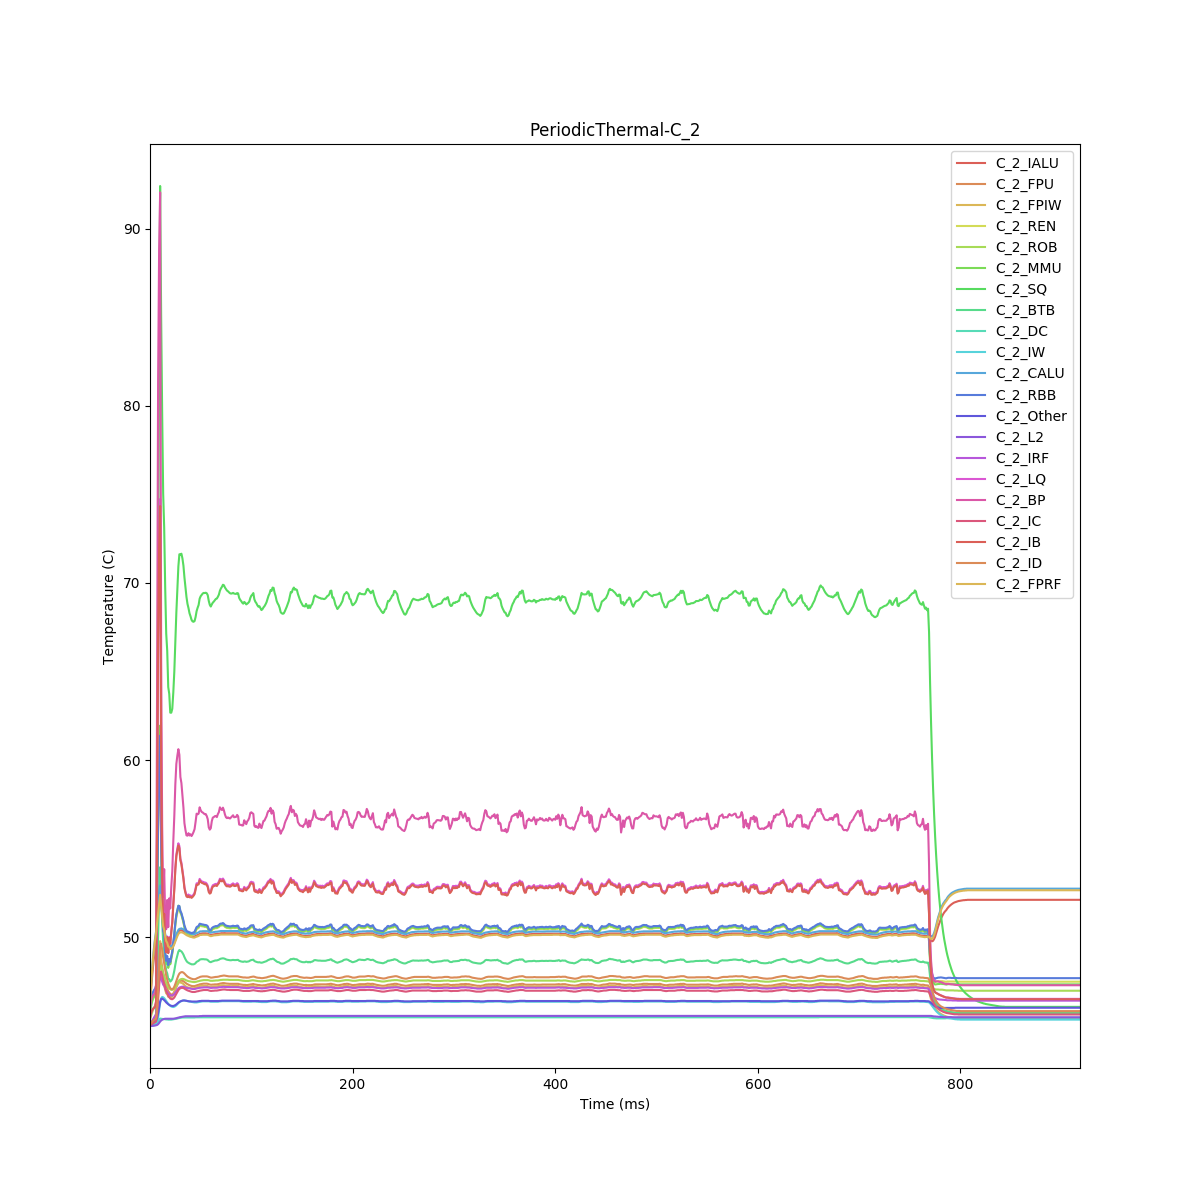 PeriodicThermal-C_2
Temperature (C)
90
80
70
60
50
0
200
400
600
800
Time (ms)
C_2_IALU
C_2_FPU
C_2_FPIW
C_2_REN
C_2_ROB
C_2_MMU
C_2_SQ
C_2_BTB
C_2_DC
C_2_IW
C_2_CALU
C_2_RBB
C_2_Other
C_2_L2
C_2_IRF
C_2_LQ
C_2_BP
C_2_IC
C_2_IB
C_2_ID
C_2_FPRF